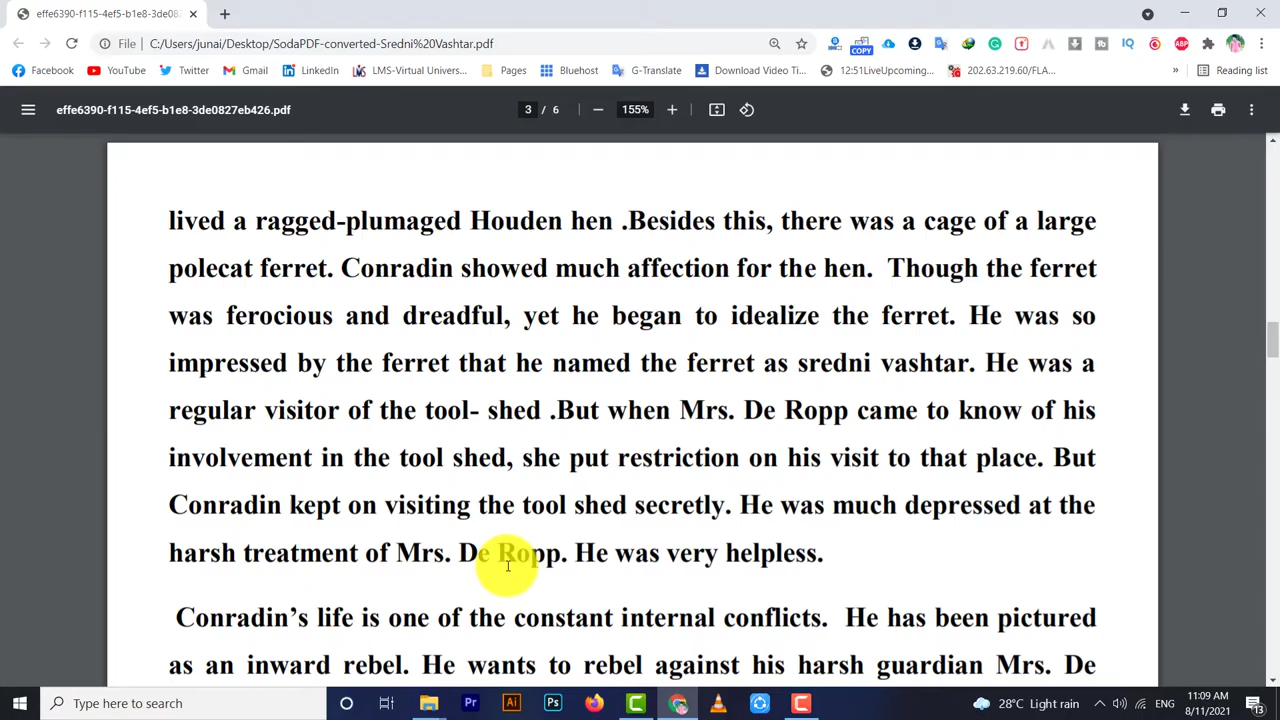 effe6390-f115-4ef5-b1e8-3de082
File C:/Users/junai/Desktop/SodaPDF-converted-Sredni%20Vashtar.pdf
COPY
IQ
ABP
Facebook YouTube Twitter Gmail LinkedIn LMS-Virtual Univers... Pages Bluehost G-Translate Download Video Ti... 12:51LiveUpcoming... 202.63.219.60/FLA... » Reading list
effe6390-f115-4ef5-b1e8-3de0827eb426.pdf 3 / 6 155%
lived a ragged-plumaged Houden hen .Besides this, there was a cage of a large
polecat ferret. Conradin showed much affection for the hen. Though the ferret
was ferocious and dreadful, yet he began to idealize the ferret. He was so
impressed by the ferret that he named the ferret as sredni vashtar. He was a
regular visitor of the tool- shed .But when Mrs. De Ropp came to know of his
involvement in the tool shed, she put restriction on his visit to that place. But
Conradin kept on visiting the tool shed secretly. He was much depressed at the
harsh treatment of Mrs. De Ropp. He was very helpless.
Conradin’s life is one of the constant internal conflicts. He has been pictured
as an inward rebel. He wants to rebel against his harsh guardian Mrs. De
Type here to search Pr Ai Ps 28°C Light rain ENG 11:09 AM
8/11/2021 13